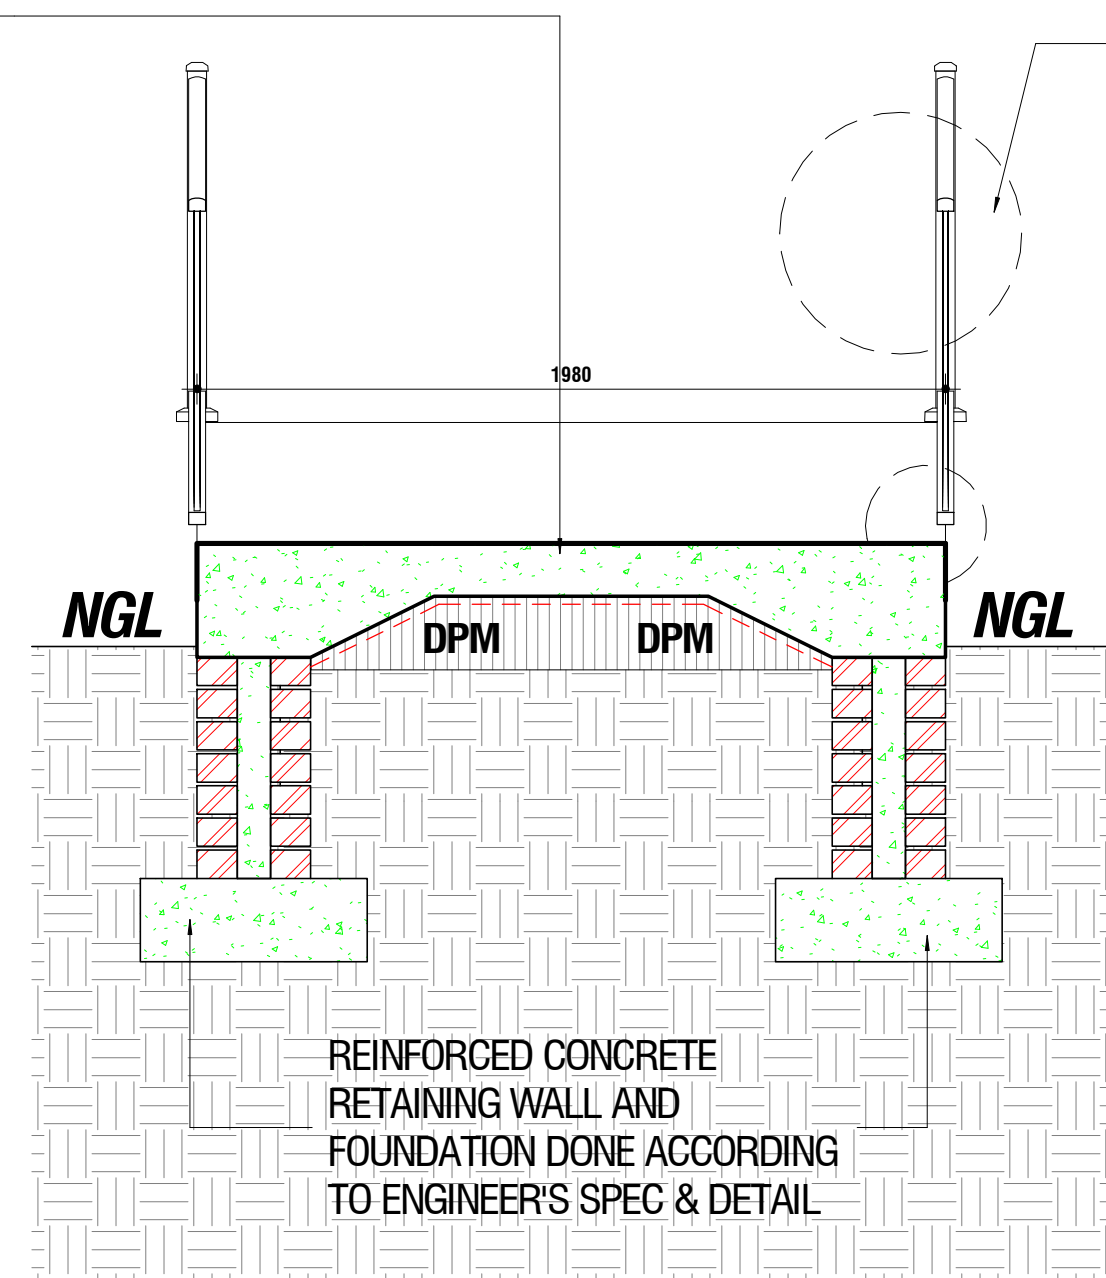 1980
NGL
NGL
DPM
DPM
REINFORCED CONCRETE
RETAINING WALL AND
FOUNDATION DONE ACCORDING
TO ENGINEER'S SPEC & DETAIL